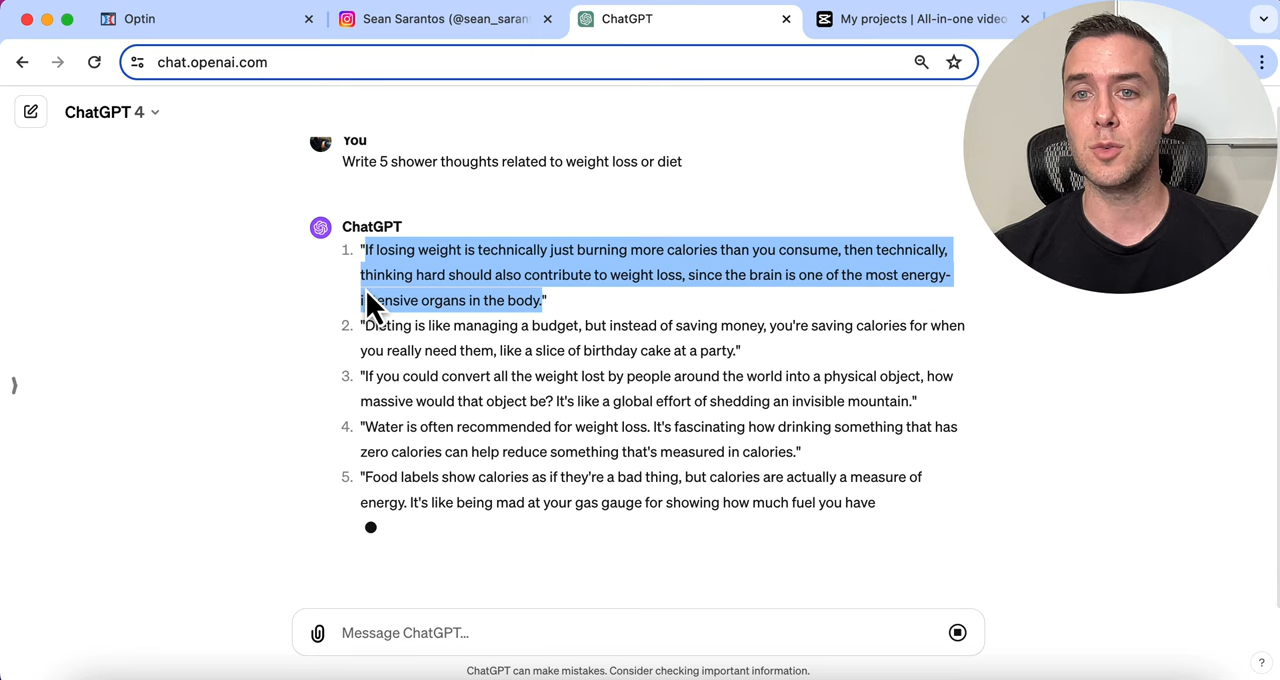 Optin
Sean Sarantos (@sean_saran
ChatGPT
My projects | All-in-one video
chat.openai.com
ChatGPT 4
You
Write 5 shower thoughts related to weight loss or diet
ChatGPT
1. "If losing weight is technically just burning more calories than you consume, then technically,
thinking hard should also contribute to weight loss, since the brain is one of the most energy-
intensive organs in the body."
2. "Dieting is like managing a budget, but instead of saving money, you're saving calories for when
you really need them, like a slice of birthday cake at a party."
3. "If you could convert all the weight lost by people around the world into a physical object, how
massive would that object be? It's like a global effort of shedding an invisible mountain."
4. "Water is often recommended for weight loss. It's fascinating how drinking something that has
zero calories can help reduce something that's measured in calories."
5. "Food labels show calories as if they're a bad thing, but calories are actually a measure of
energy. It's like being mad at your gas gauge for showing how much fuel you have
Message ChatGPT...
ChatGPT can make mistakes. Consider checking important information.
?